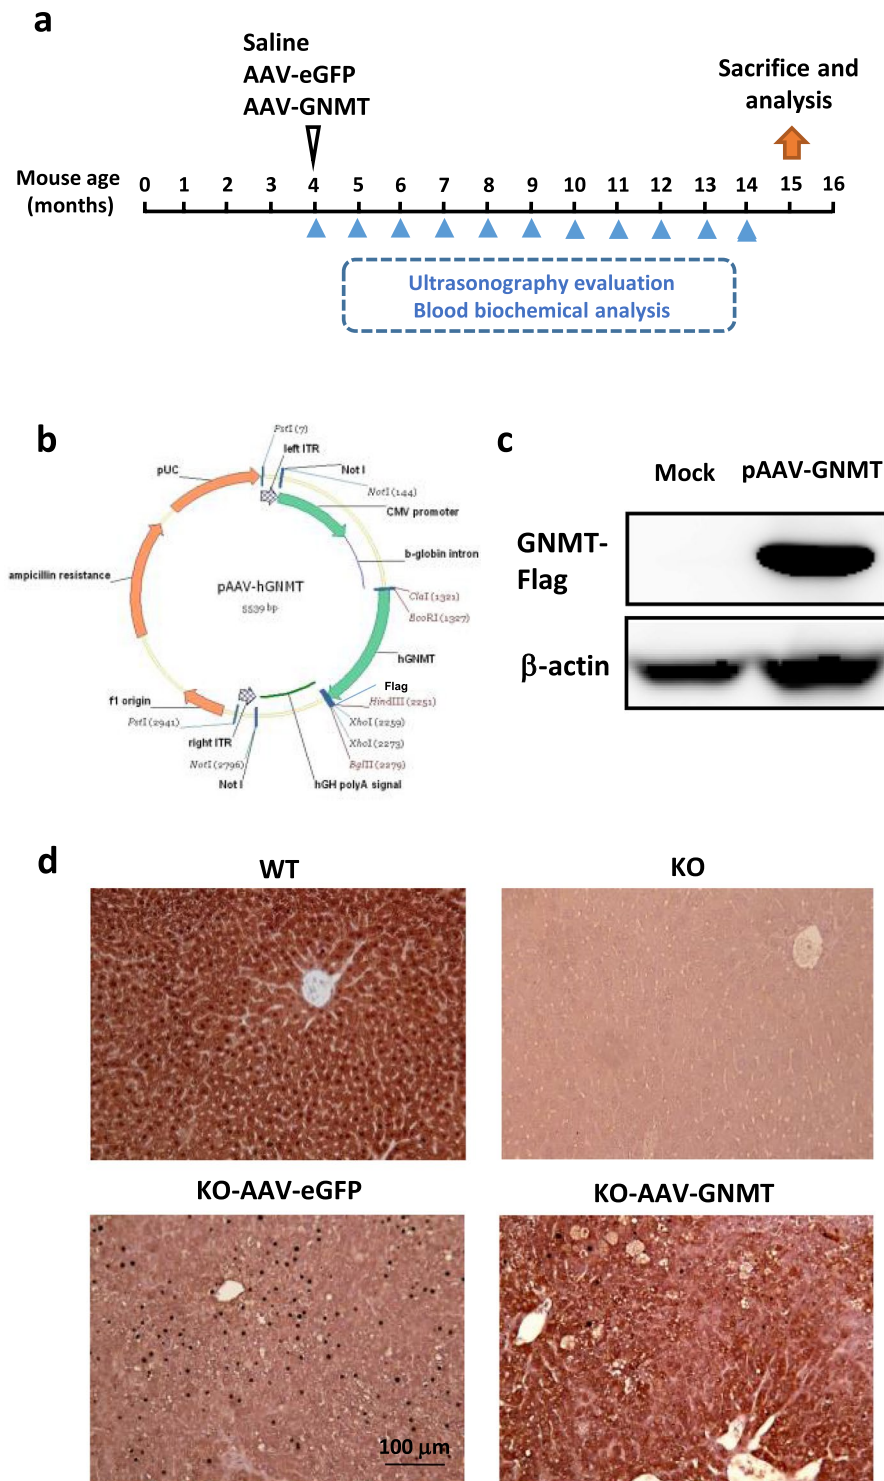 a
Saline
AAV-eGFP
AAV-GNMT
Sacrifice and
analysis
Mouse age
(months)
0 1 2 3 4 5 6 7 8 9 10 11 12 13 14 15 16
Ultrasonography evaluation
Blood biochemical analysis
b
PstI (7)
left ITR
pUC
Not I
NotI (144)
CMV promoter
b-globin intron
ampicillin resistance
pAAV-hGNMT
5539 bp
ClaI (1321)
EcoRI (1327)
hGNMT
Flag
f1 origin
HindIII (2251)
PstI (2941)
XhoI (2259)
right ITR
XhoI (2273)
NotI (2796)
BglII (2279)
Not I
hGH polyA signal
c
Mock pAAV-GNMT
GNMT-
Flag
β-actin
d
WT KO
KO-AAV-eGFP KO-AAV-GNMT
100 μm